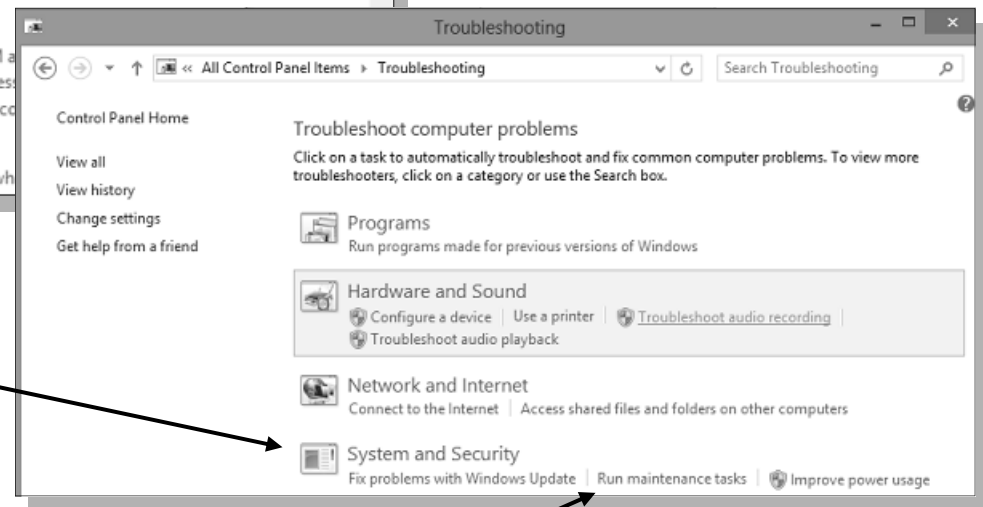 Troubleshooting
All Control Panel Items Troubleshooting
Search Troubleshooting
Control Panel Home
View all
View history
Change settings
Get help from a friend
Troubleshoot computer problems
Click on a task to automatically troubleshoot and fix common computer problems. To view more
troubleshooters, click on a category or use the Search box.
Programs
Run programs made for previous versions of Windows
Hardware and Sound
Configure a device | Use a printer | Troubleshoot audio recording |
Troubleshoot audio playback
Network and Internet
Connect to the Internet | Access shared files and folders on other computers
System and Security
Fix problems with Windows Update | Run maintenance tasks | Improve power usage